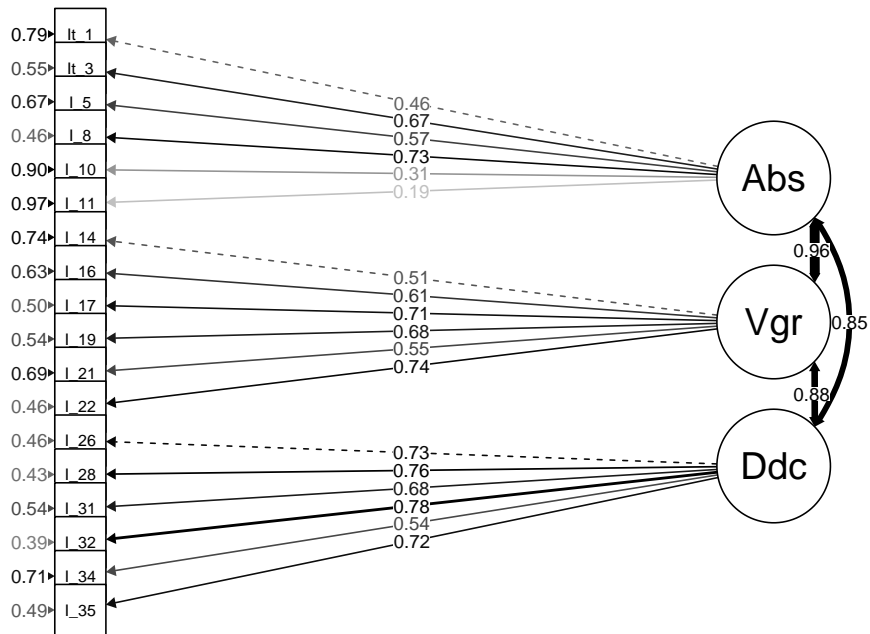 0.79 It_1
0.55 It_3
0.67 I_5
0.46 I_8
0.90 I_10
0.97 I_11
0.74 I_14
0.63 I_16
0.50 I_17
0.54 I_19
0.69 I_21
0.46 I_22
0.46 I_26
0.43 I_28
0.54 I_31
0.39 I_32
0.71 I_34
0.49 I_35
0.46
0.67
0.57
0.73
0.31
0.19
0.51
0.61
0.71
0.68
0.55
0.74
0.73
0.76
0.68
0.78
0.54
0.72
Abs
Vgr
Ddc
0.96
0.85
0.88